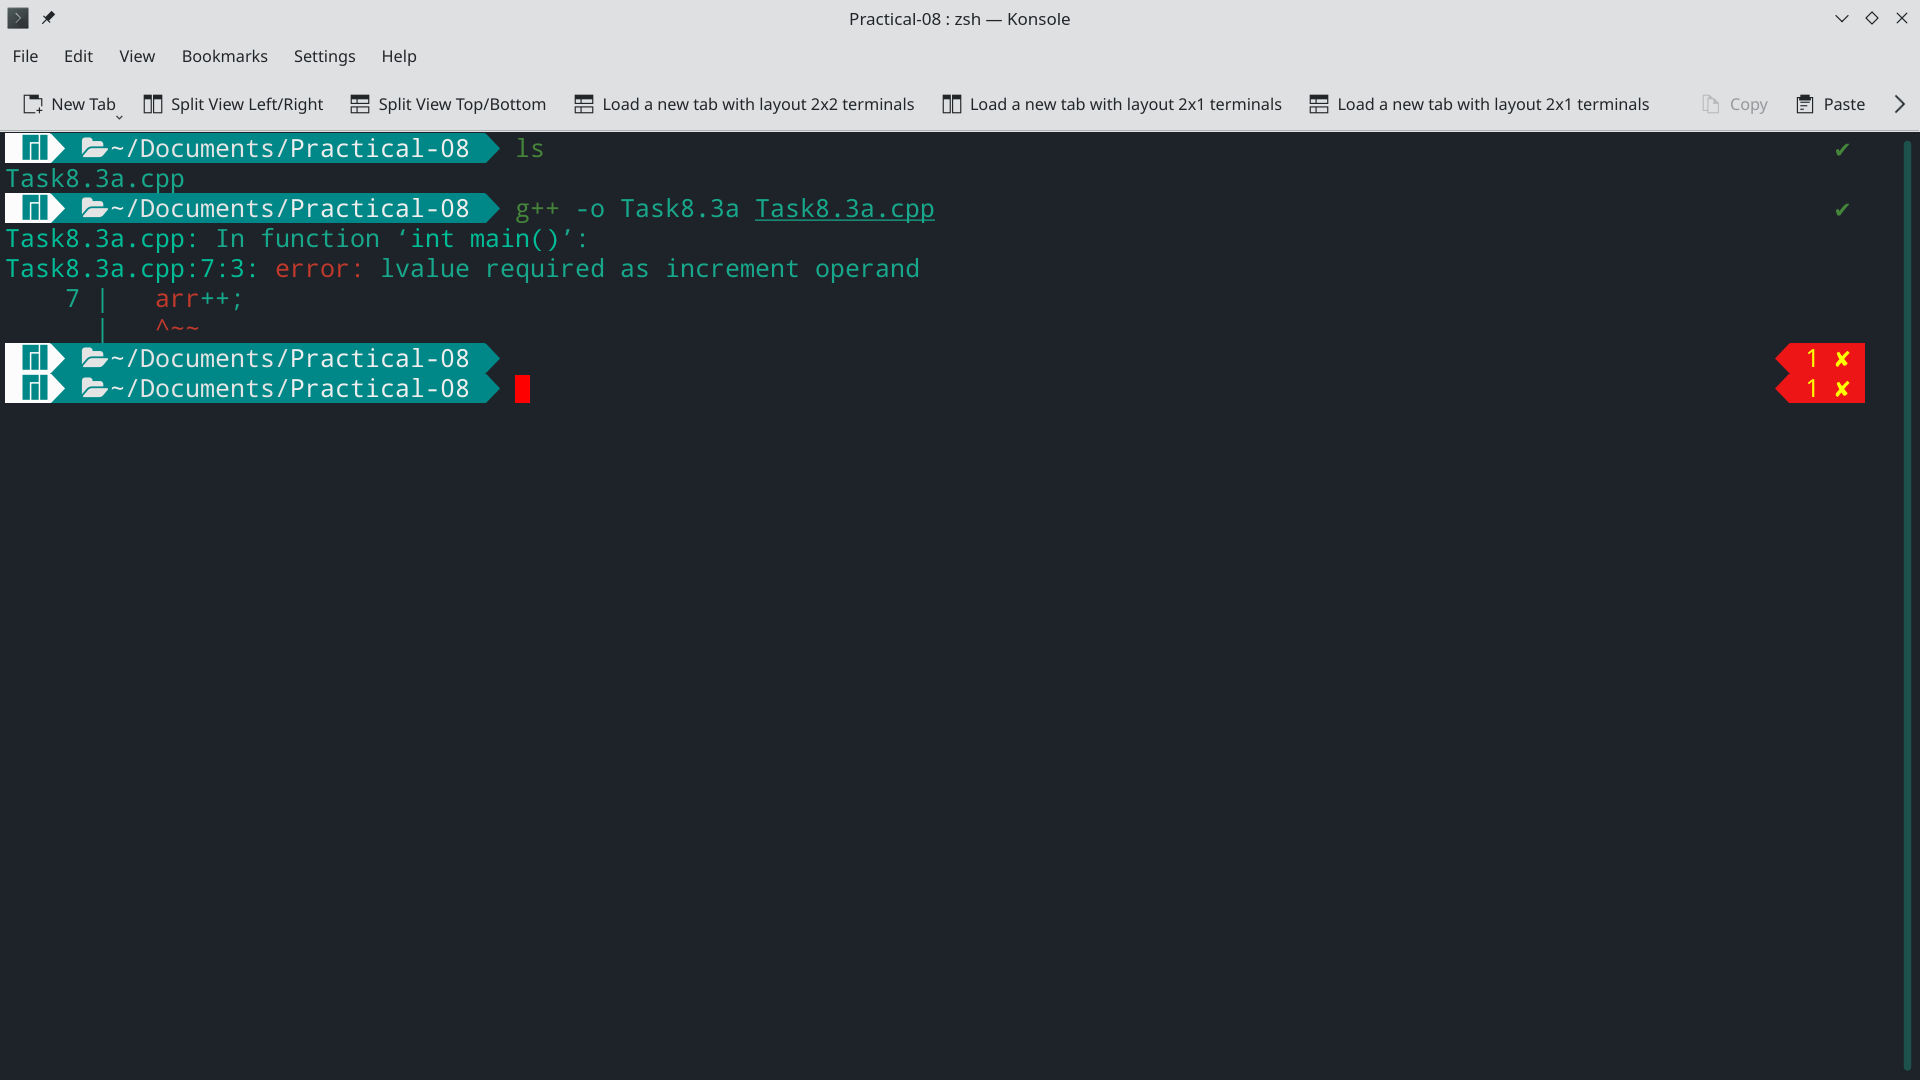 Practical-08 : zsh — Konsole
File Edit View Bookmarks Settings Help
New Tab Split View Left/Right Split View Top/Bottom Load a new tab with layout 2x2 terminals Load a new tab with layout 2x1 terminals Load a new tab with layout 2x1 terminals Copy Paste
~/Documents/Practical-08 ls ✔
Task8.3a.cpp
~/Documents/Practical-08 g++ -o Task8.3a Task8.3a.cpp ✔
Task8.3a.cpp: In function ‘int main()’:
Task8.3a.cpp:7:3: error: lvalue required as increment operand
    7 |   arr++;
      |   ^~~
~/Documents/Practical-08 1 ✘
~/Documents/Practical-08 1 ✘